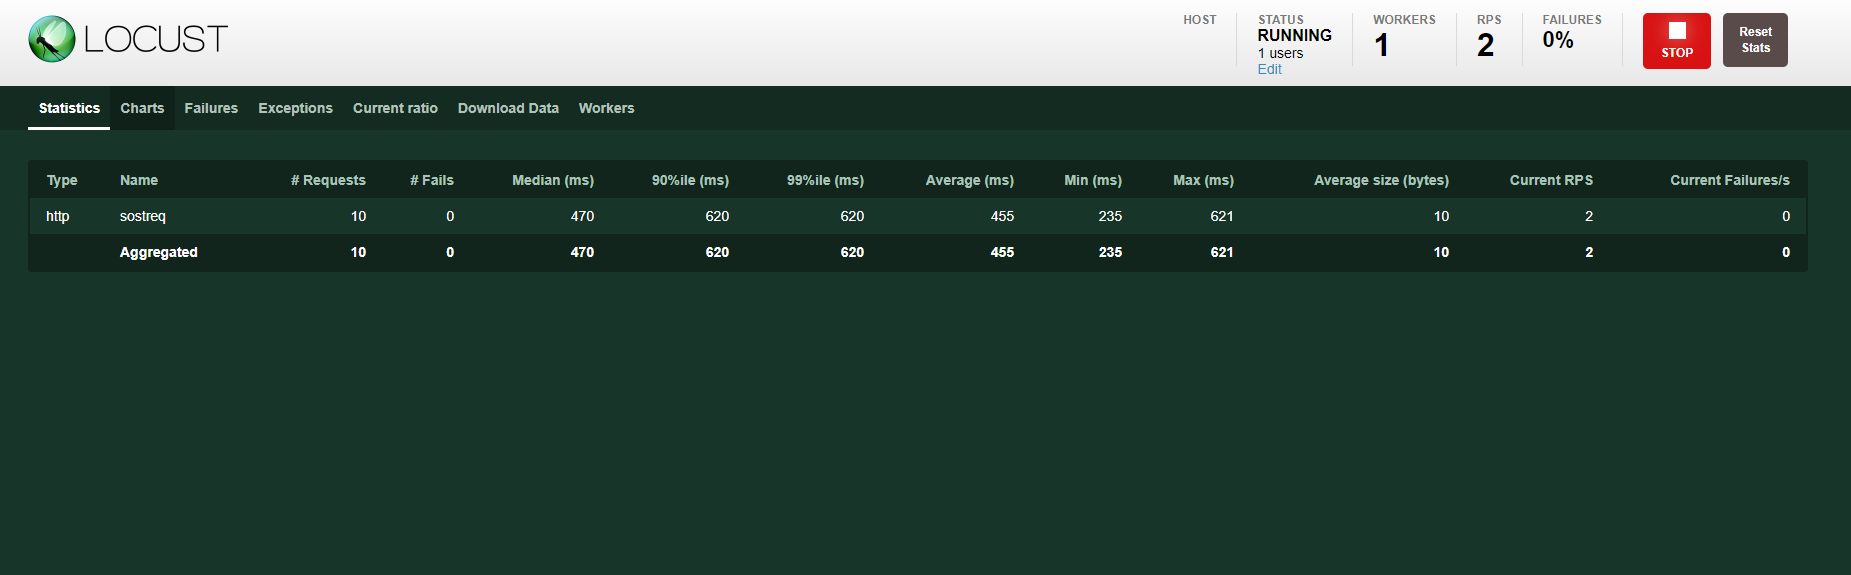 LOCUST
HOST
STATUS
RUNNING
1 users
Edit
WORKERS
1
RPS
2
FAILURES
0%
STOP
Reset
Stats
Statistics Charts Failures Exceptions Current ratio Download Data Workers
Type Name # Requests # Fails Median (ms) 90%ile (ms) 99%ile (ms) Average (ms) Min (ms) Max (ms) Average size (bytes) Current RPS Current Failures/s
http sostreq 10 0 470 620 620 455 235 621 10 2 0
Aggregated 10 0 470 620 620 455 235 621 10 2 0